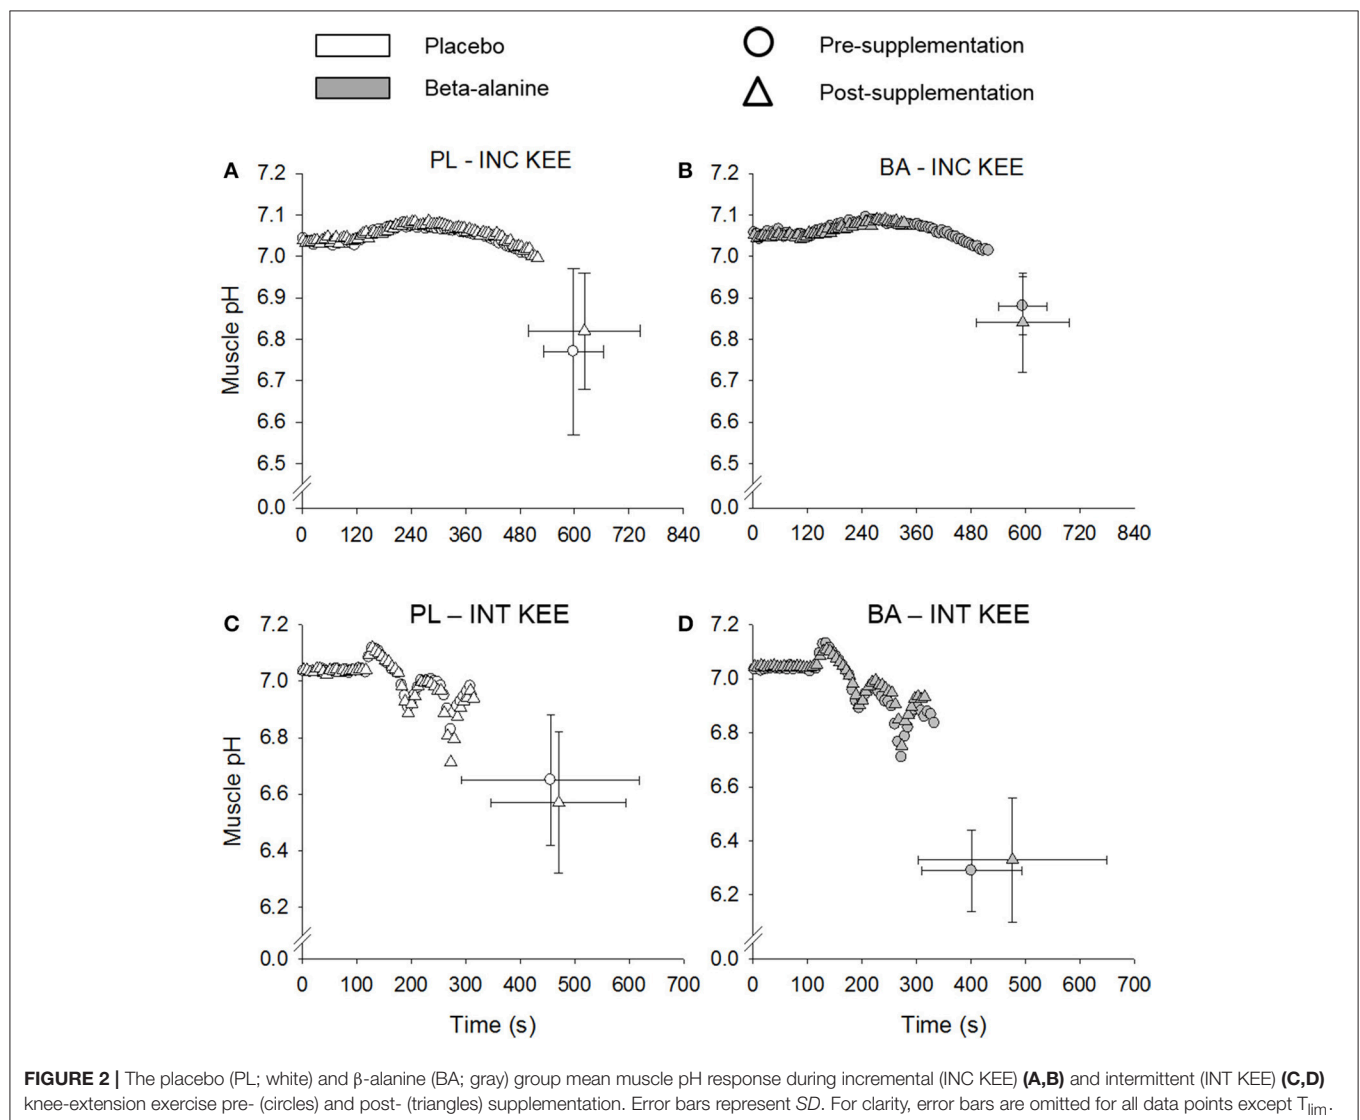 Placebo
Pre-supplementation
Beta-alanine
Post-supplementation
A
PL - INC KEE
7.2
7.1
7.0
6.9
6.8
6.7
6.6
6.5
0.0
Muscle pH
0 120 240 360 480 600 720 840
B
BA - INC KEE
7.2
7.1
7.0
6.9
6.8
6.7
6.6
6.5
0.0
0 120 240 360 480 600 720 840
C
PL – INT KEE
7.2
7.0
6.8
6.6
6.4
6.2
0.0
Muscle pH
0 100 200 300 400 500 600 700
Time (s)
D
BA – INT KEE
7.2
7.0
6.8
6.6
6.4
6.2
0.0
0 100 200 300 400 500 600 700
Time (s)
FIGURE 2 | The placebo (PL; white) and β-alanine (BA; gray) group mean muscle pH response during incremental (INC KEE) (A,B) and intermittent (INT KEE) (C,D)
knee-extension exercise pre- (circles) and post- (triangles) supplementation. Error bars represent SD. For clarity, error bars are omitted for all data points except Tlim.